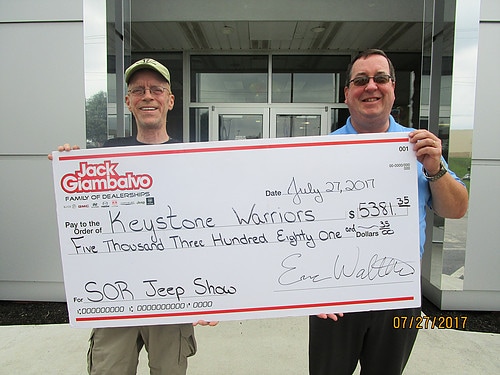 001
Jack
Giambalvo
FAMILY OF DEALERSHIPS
Date July 27, 2017
Pay to the
Order of Keystone Warriors $ 5381.35
Five Thousand Three Hundred Eighty One and 35/00 Dollars
For SOR Jeep Show
07/27/2017